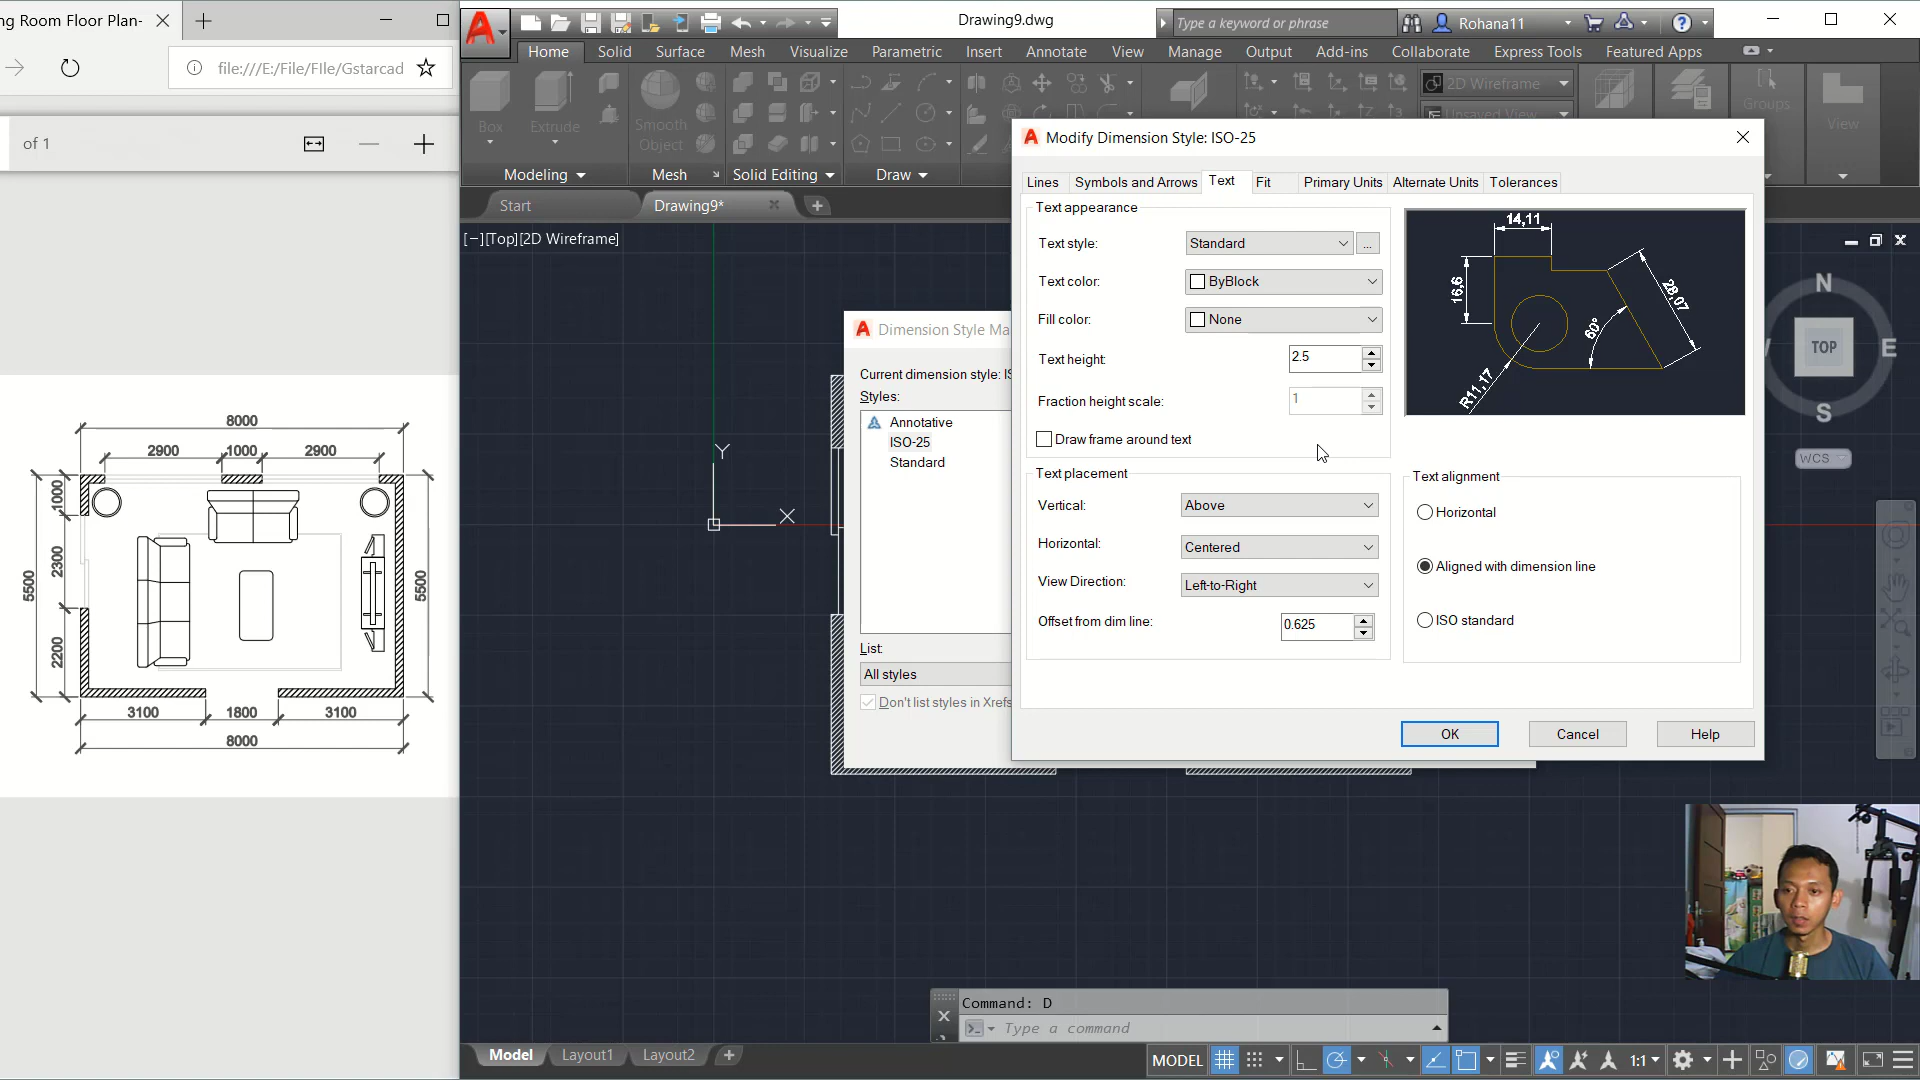 ng Room Floor Plan-
file:///E:/File/FIle/Gstarcad
of 1
8000
2900
1000
2900
1000
2300
2200
5500
5500
3100
1800
3100
8000
Drawing9.dwg
Type a keyword or phrase
Rohana11
Home
Solid
Surface
Mesh
Visualize
Parametric
Insert
Annotate
View
Manage
Output
Add-ins
Collaborate
Express Tools
Featured Apps
Box
Extrude
Smooth
Object
2D Wireframe
Unsaved View
Groups
View
Modeling
Mesh
Solid Editing
Draw
Start
Drawing9*
[−][Top][2D Wireframe]
Y
X
Dimension Style Ma
Current dimension style: IS
Styles:
Annotative
ISO-25
Standard
List:
All styles
Don't list styles in Xrefs
Modify Dimension Style: ISO-25
Lines
Symbols and Arrows
Text
Fit
Primary Units
Alternate Units
Tolerances
Text appearance
Text style:
Standard
...
Text color:
ByBlock
Fill color:
None
Text height:
2.5
Fraction height scale:
1
Draw frame around text
Text placement
Vertical:
Above
Horizontal:
Centered
View Direction:
Left-to-Right
Offset from dim line:
0.625
14,11
16,6
28,07
60°
R11,17
Text alignment
Horizontal
Aligned with dimension line
ISO standard
OK
Cancel
Help
N
TOP
E
S
WCS
Command: D
Type a command
Model
Layout1
Layout2
MODEL
1:1